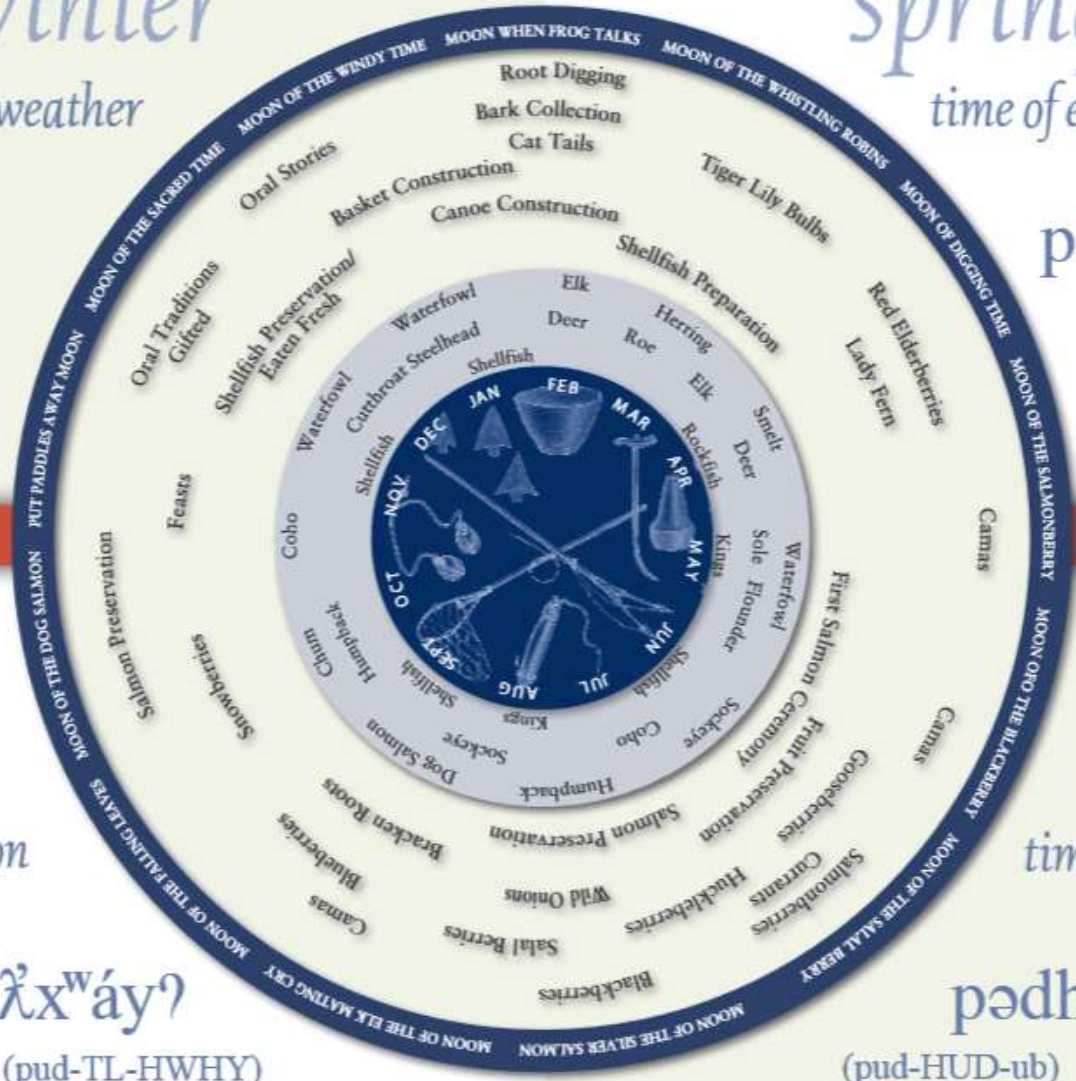 Winter
weather
spring
time of e
p
on
tim
ƛ̕xʷáyʔ
(pud-TL-HWHY)
pədh
(pud-HUD-ub)
MOON WHEN FROG TALKS
MOON OF THE WHISTLING ROBINS
MOON OF DIGGING TIME
MOON OF THE SALMONBERRY
MOON OFO THE BLACKBERRY
MOON OF THE SALAL BERRY
MOON OF THE SILVER SALMON
MOON OF THE ELK MATING CRY
MOON OF THE FALLING LEAVES
MOON OF THE DOG SALMON
PUT PADDLES AWAY MOON
MOON OF THE SACRED TIME
MOON OF THE WINDY TIME
Root Digging
Bark Collection
Cat Tails
Basket Construction
Canoe Construction
Oral Stories
Tiger Lily Bulbs
Shellfish Preparation
Red Elderberries
Lady Fern
Camas
Camas
First Salmon Ceremony
Fruit Preservation
Gooseberries
Currants
Salmonberries
Huckleberries
Salmon Preservation
Wild Onions
Salal Berries
Blackberries
Bracken Roots
Blueberries
Camas
Snowberries
Salmon Preservation
Feasts
Oral Traditions
Gifted
Shellfish Preservation/
Eaten Fresh
Elk
Deer
Herring
Roe
Elk
Smelt
Deer
Rockfish
Waterfowl
Sole Flounder
Kings
Shellfish
Sockeye
Coho
Humpback
Kings
Sockeye
Shellfish
Dog Salmon
Humpback
Chum
Coho
Waterfowl
Shellfish
Cutthroat Steelhead
Waterfowl
Shellfish
JAN
FEB
MAR
APR
MAY
JUN
JUL
AUG
SEPT
OCT
NOV
DEC